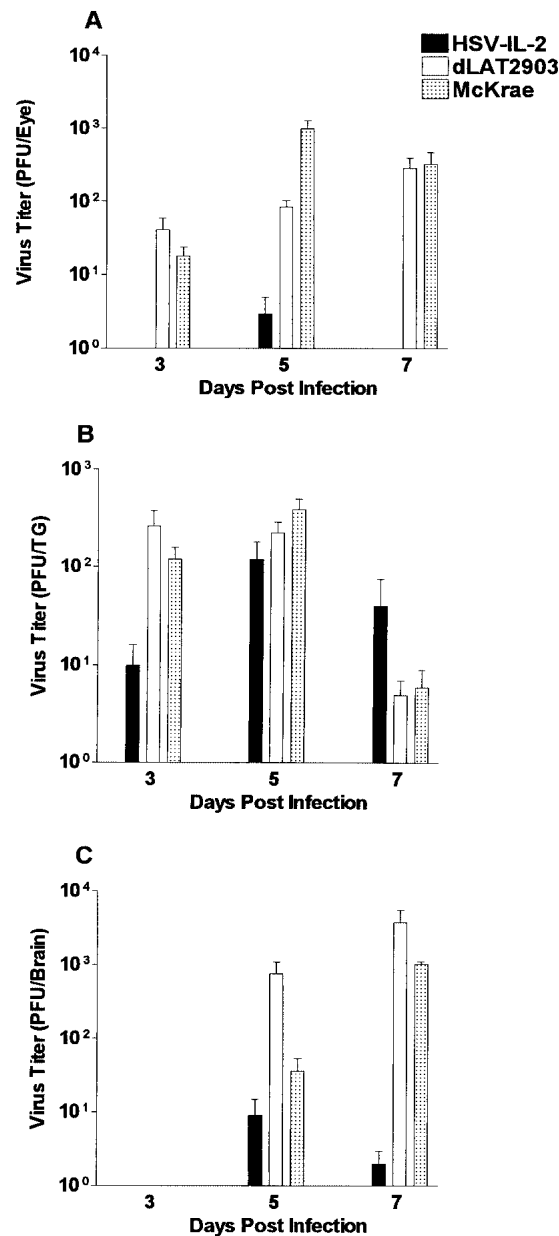 A
HSV-IL-2
dLAT2903
McKrae
Virus Titer (PFU/Eye)
10³
10²
10¹
10⁰
3 5 7
Days Post Infection
B
Virus Titer (PFU/TG)
10³
10²
10¹
10⁰
3 5 7
Days Post Infection
C
Virus Titer (PFU/Brain)
10⁴
10³
10²
10¹
10⁰
3 5 7
Days Post Infection